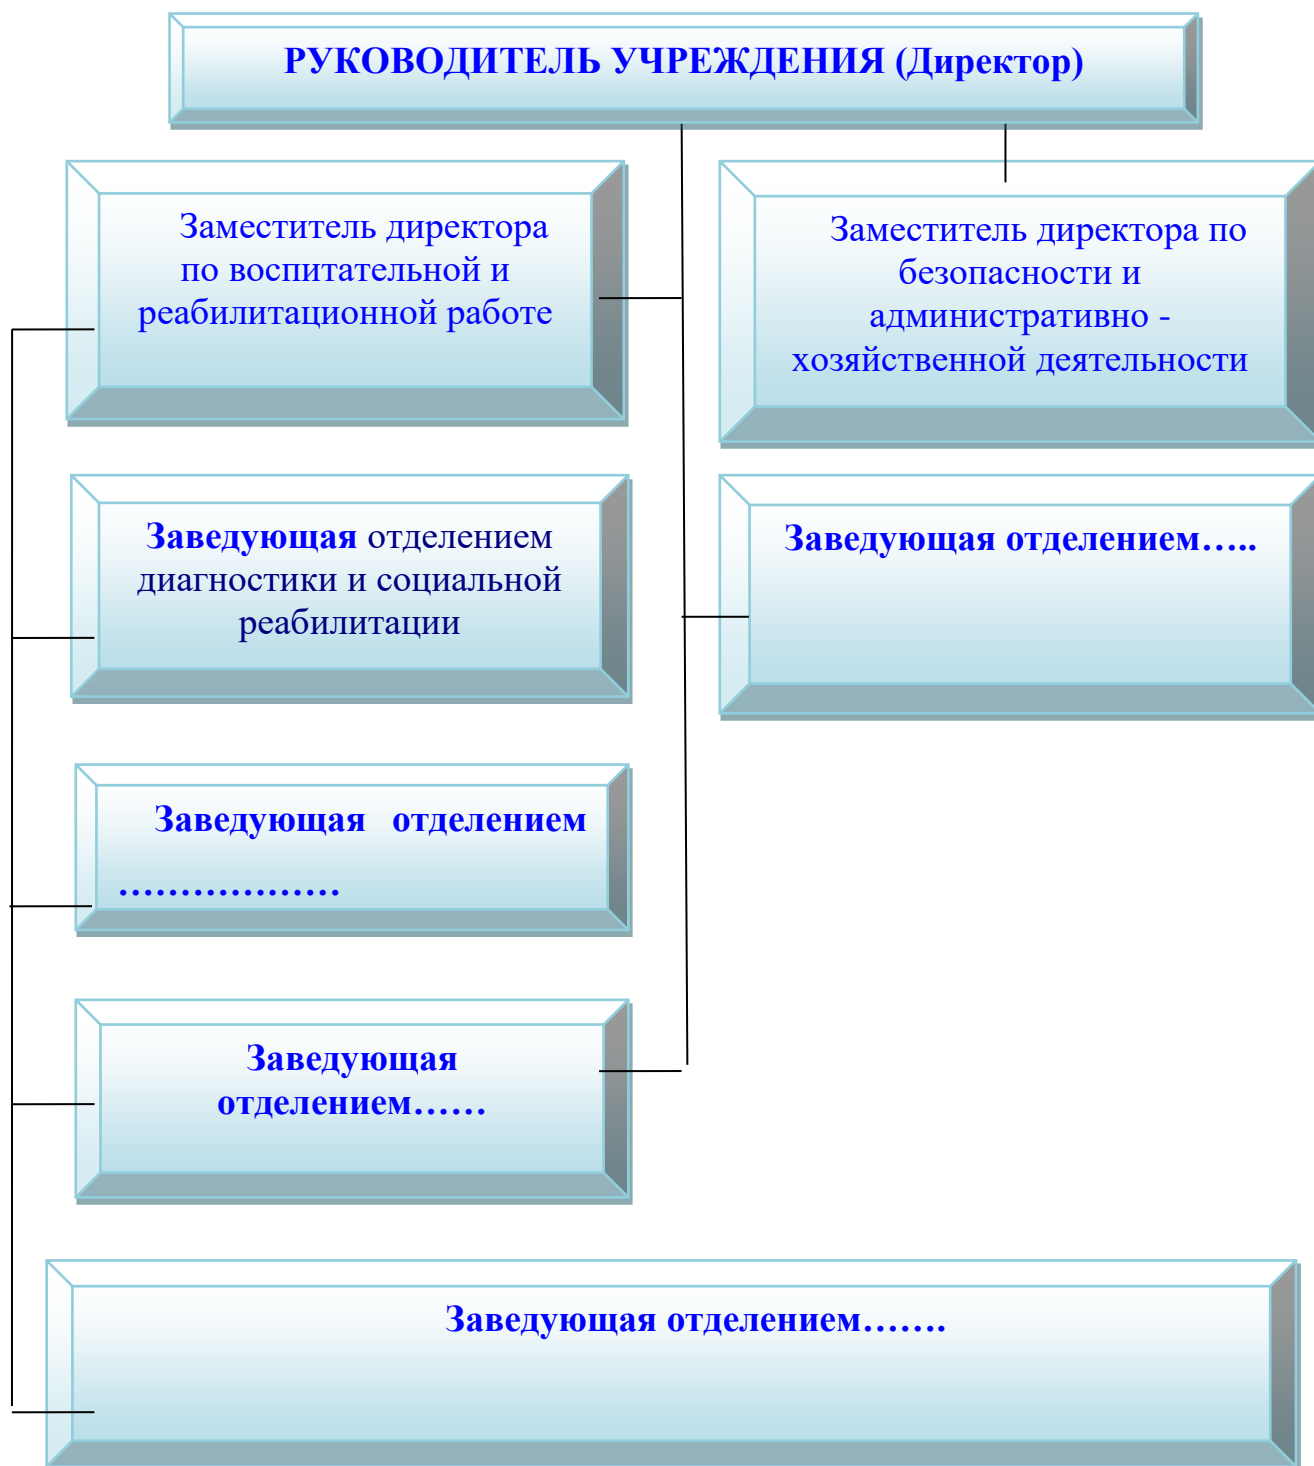 РУКОВОДИТЕЛЬ УЧРЕЖДЕНИЯ (Директор)
Заместитель директора
по воспитательной и
реабилитационной работе
Заместитель директора по
безопасности и
административно -
хозяйственной деятельности
Заведующая отделением
диагностики и социальной
реабилитации
Заведующая отделением…..
Заведующая отделением
………………
Заведующая
отделением……
Заведующая отделением…….